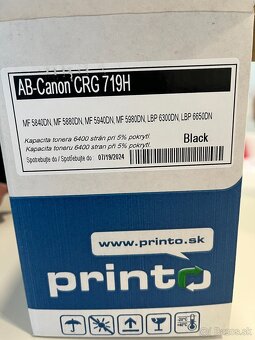 AB-Canon CRG 719H
MF 5840DN, MF 5880DN, MF 5940DN, MF 5980DN, LBP 6300DN, LBP 6650DN
Kapacita tonera 6400 strán pri 5% pokrytí.
Kapacita toneru 6400 stran při 5% pokrytí.
Black
Spotrebujte do / Spotřebujte do : 07/19/2024
www.printo.sk
printo
bazos.sk